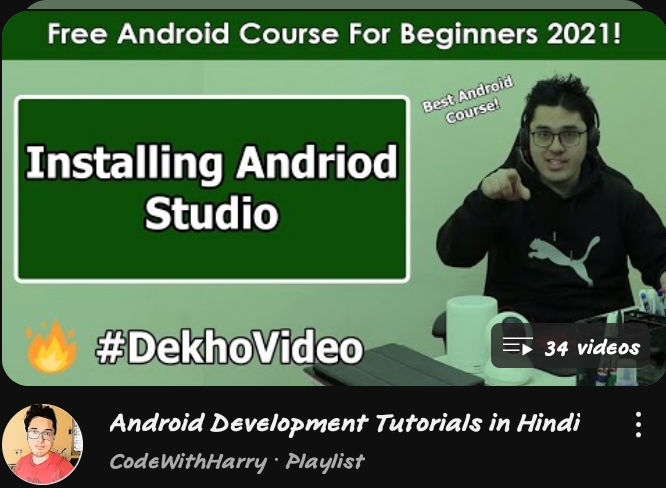 Free Android Course For Beginners 2021!
Best Android
Course!
Installing Andriod
Studio
#DekhoVideo
34 videos
Android Development Tutorials in Hindi
CodeWithHarry · Playlist